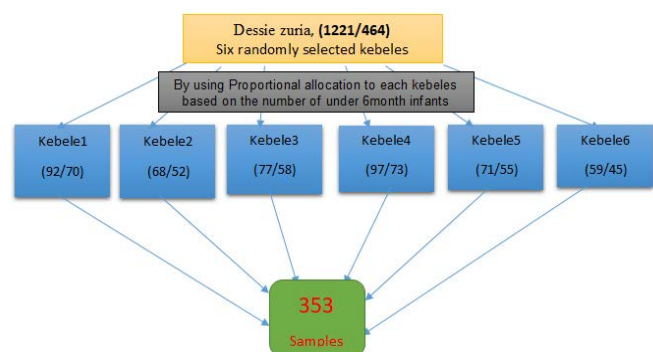 Dessie zuria, (1221/464)
Six randomly selected kebeles
By using Proportional allocation to each kebeles
based on the number of under 6month infants
Kebele1
(92/70)
Kebele2
(68/52)
Kebele3
(77/58)
Kebele4
(97/73)
Kebele5
(71/55)
Kebele6
(59/45)
353
Samples